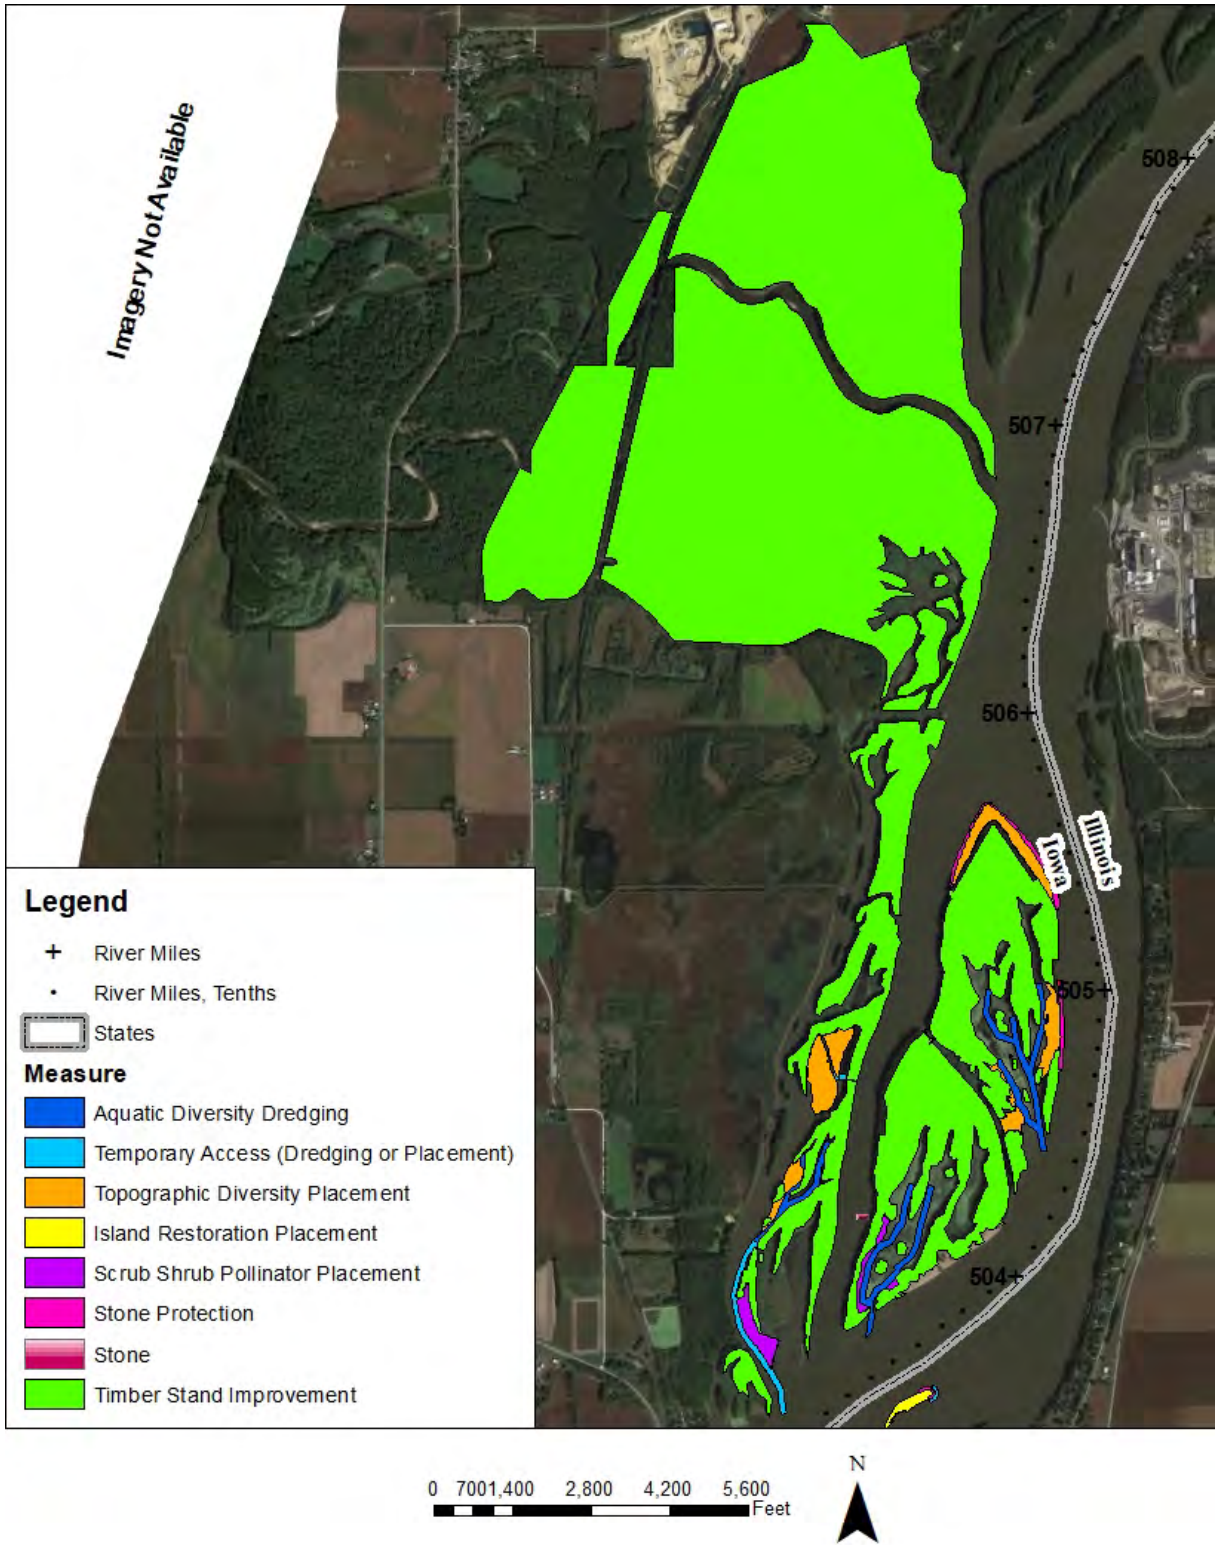 Imagery Not Available
508+
507+
506+
Illinois
Iowa
505+
504+
Legend
+ River Miles
· River Miles, Tenths
States
Measure
Aquatic Diversity Dredging
Temporary Access (Dredging or Placement)
Topographic Diversity Placement
Island Restoration Placement
Scrub Shrub Pollinator Placement
Stone Protection
Stone
Timber Stand Improvement
0 700 1,400 2,800 4,200 5,600
Feet
N